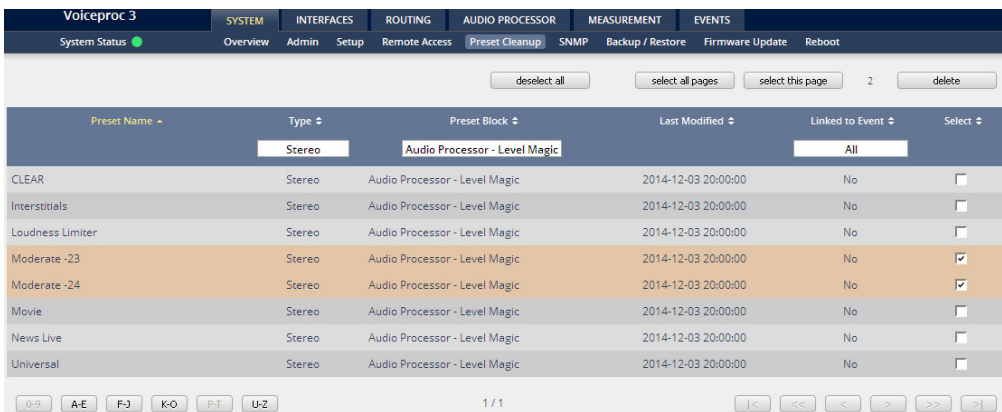 Voiceproc 3 SYSTEM INTERFACES ROUTING AUDIO PROCESSOR MEASUREMENT EVENTS
System Status Overview Admin Setup Remote Access Preset Cleanup SNMP Backup / Restore Firmware Update Reboot
deselect all select all pages select this page 2 delete
Preset Name Type Preset Block Last Modified Linked to Event Select
Stereo Audio Processor - Level Magic All
CLEAR Stereo Audio Processor - Level Magic 2014-12-03 20:00:00 No
Interstitials Stereo Audio Processor - Level Magic 2014-12-03 20:00:00 No
Loudness Limiter Stereo Audio Processor - Level Magic 2014-12-03 20:00:00 No
Moderate -23 Stereo Audio Processor - Level Magic 2014-12-03 20:00:00 No
Moderate -24 Stereo Audio Processor - Level Magic 2014-12-03 20:00:00 No
Movie Stereo Audio Processor - Level Magic 2014-12-03 20:00:00 No
News Live Stereo Audio Processor - Level Magic 2014-12-03 20:00:00 No
Universal Stereo Audio Processor - Level Magic 2014-12-03 20:00:00 No
0-9 A-E F-J K-O P-T U-Z 1 / 1 |< << < > >> >|